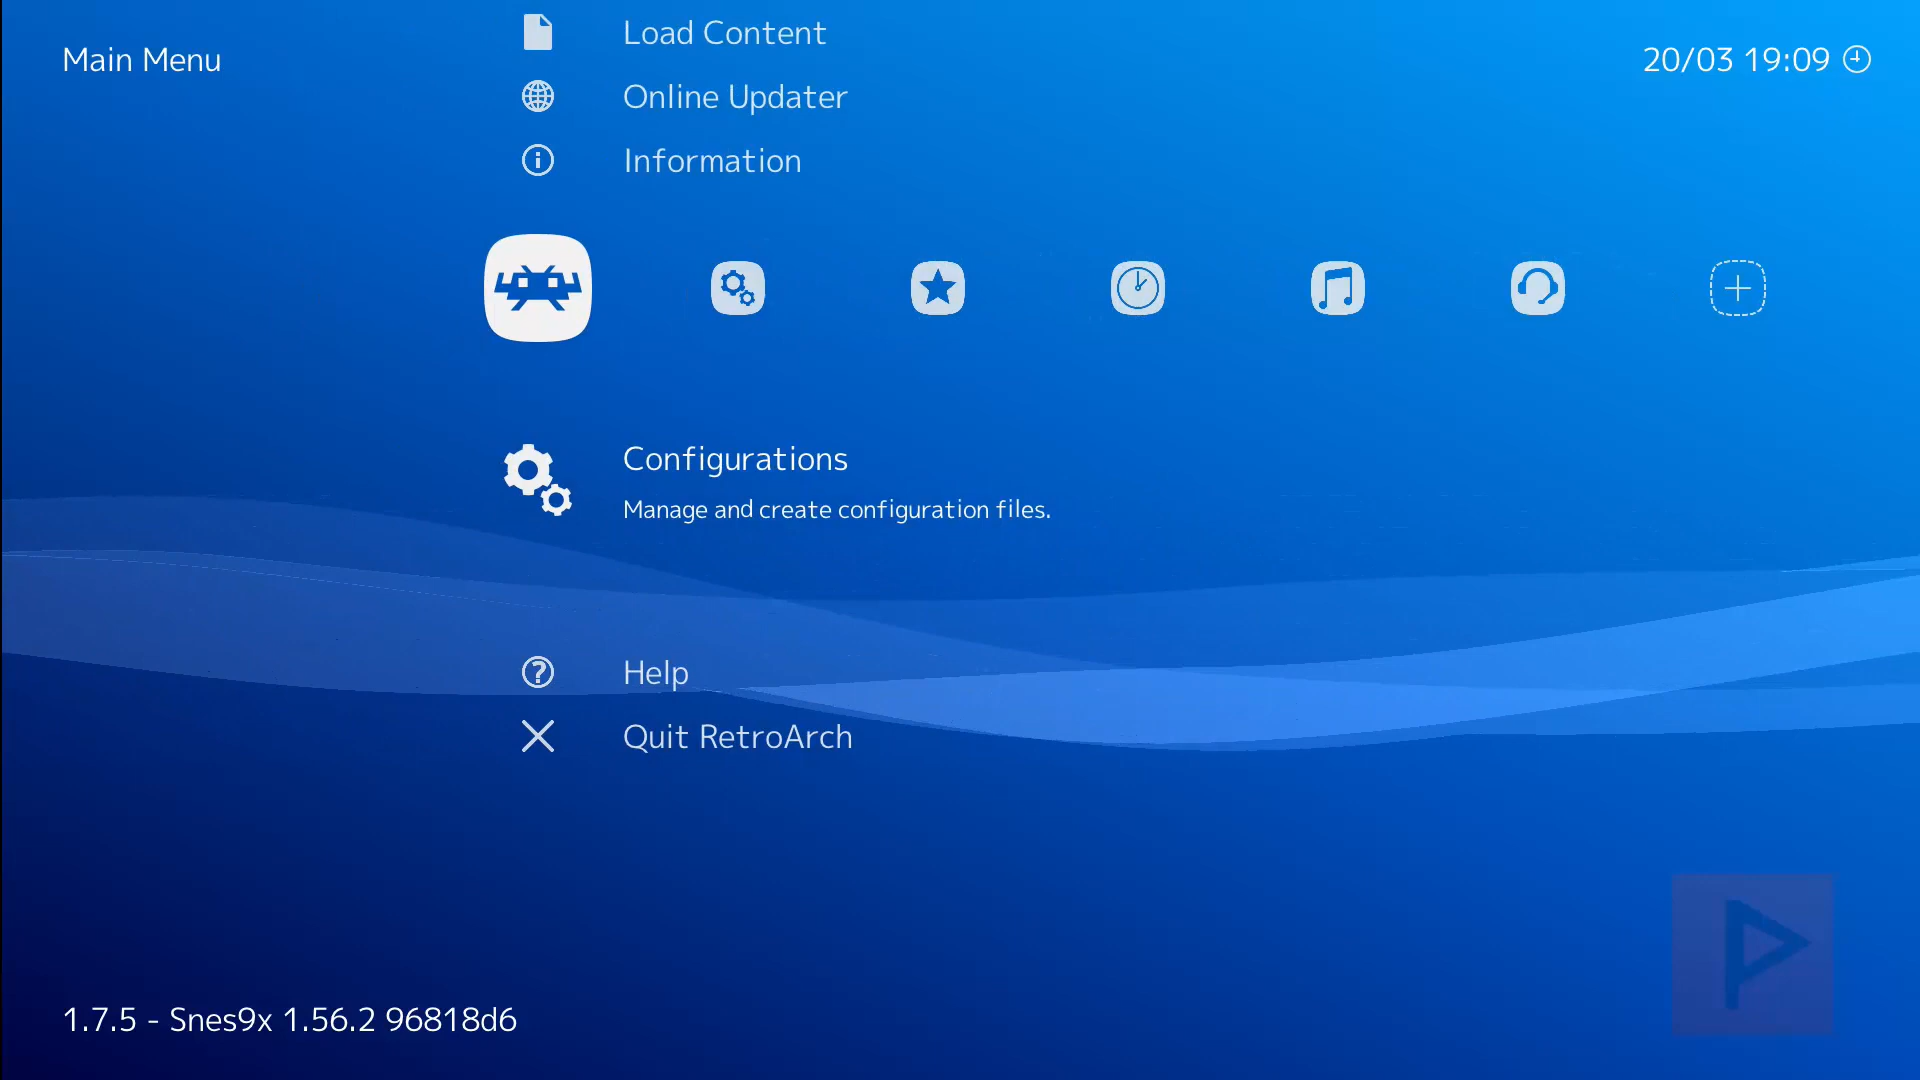 Load Content
Main Menu
20/03 19:09
Online Updater
Information
Configurations
Manage and create configuration files.
Help
Quit RetroArch
1.7.5 - Snes9x 1.56.2 96818d6